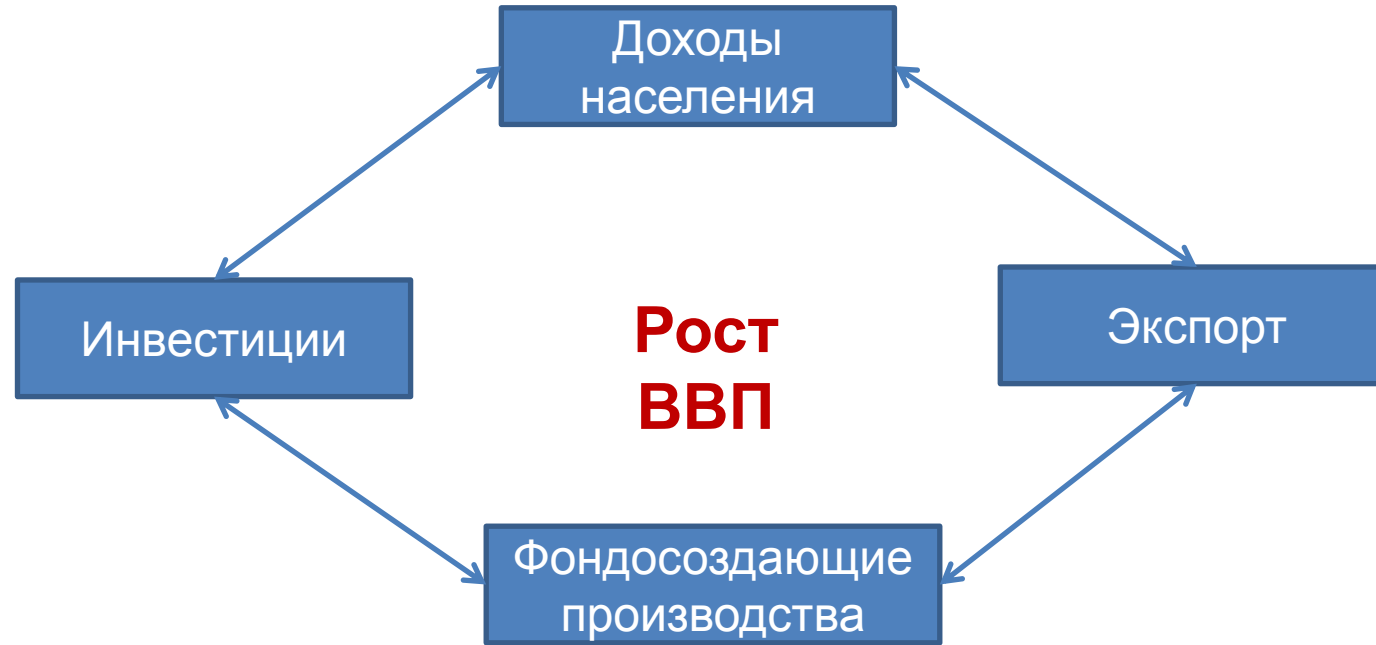 Доходы
населения
Инвестиции
Рост
ВВП
Экспорт
Фондосоздающие
производства